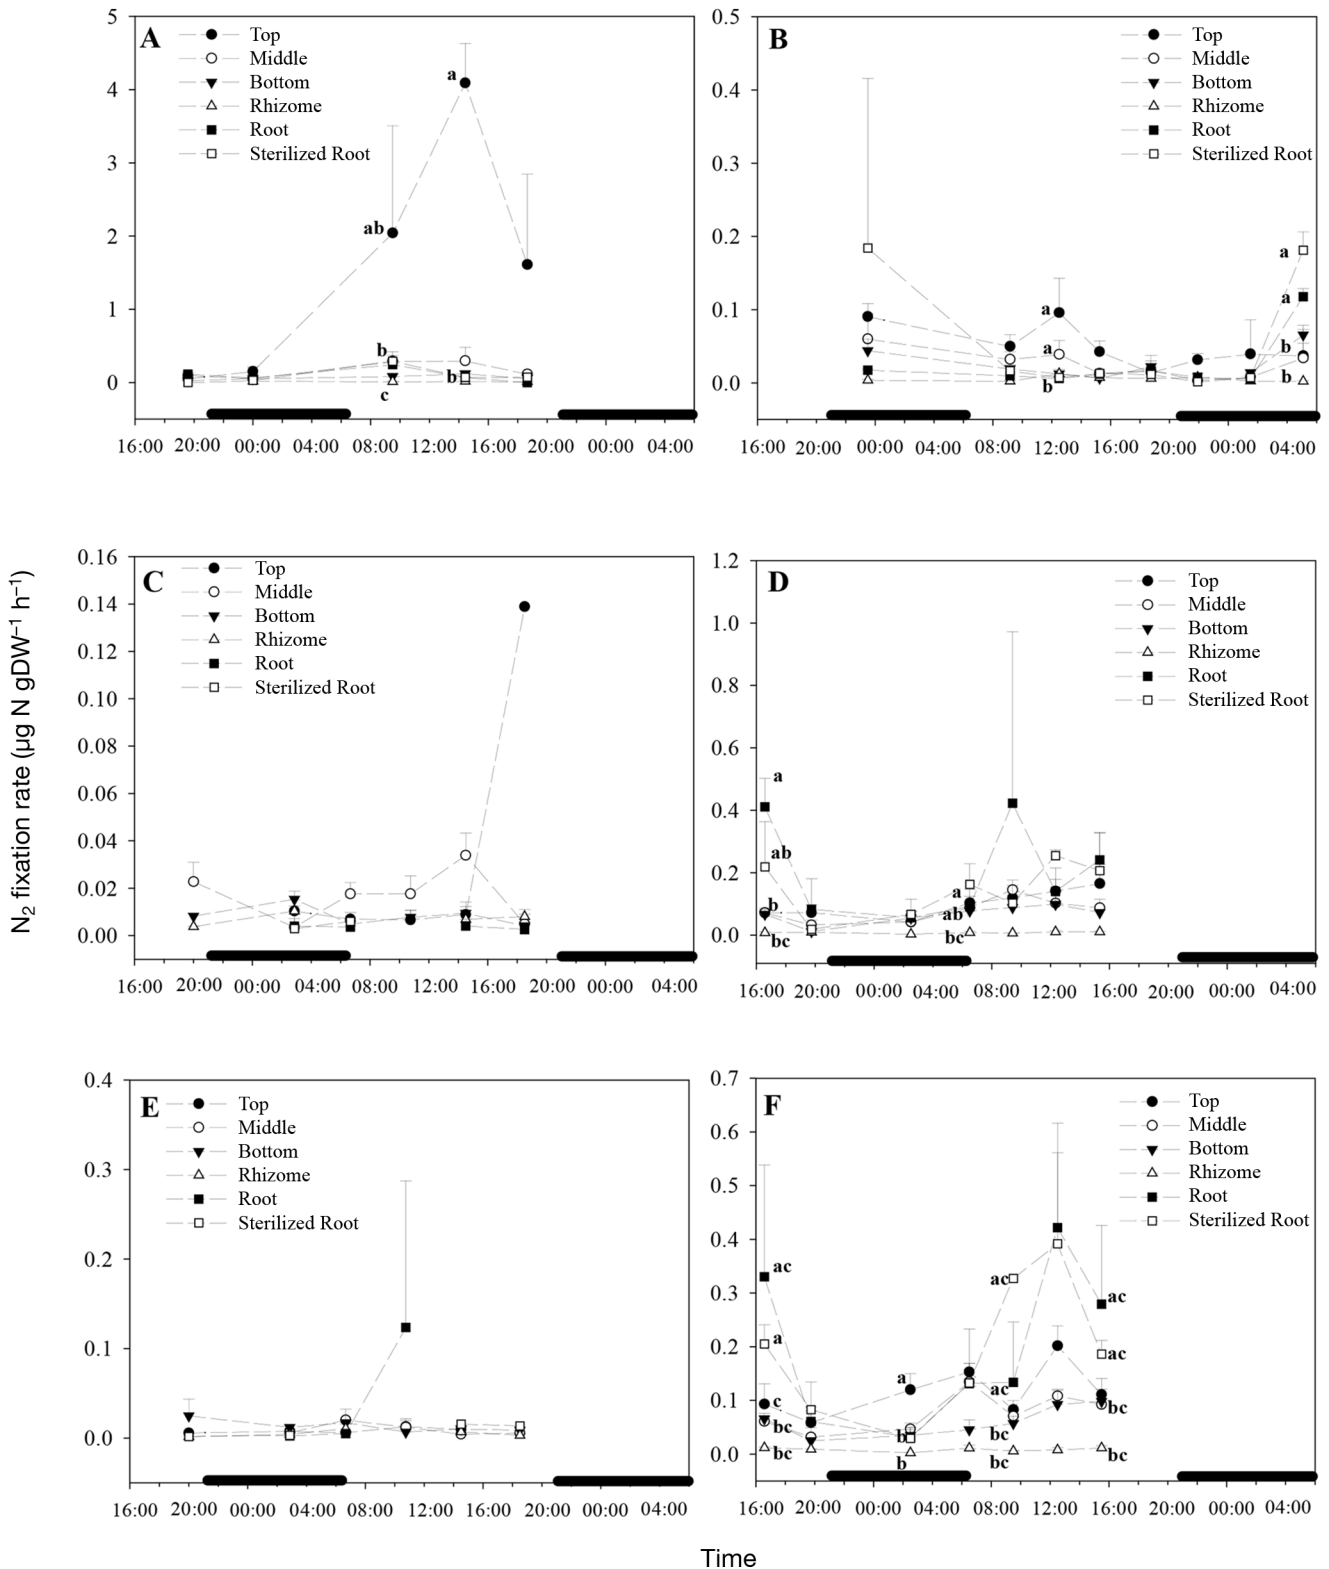 N₂ fixation rate (µg N gDW⁻¹ h⁻¹)
A
Top
Middle
Bottom
Rhizome
Root
Sterilized Root
5
4
3
2
1
0
ab
a
b
c
b
16:00 20:00 00:00 04:00 08:00 12:00 16:00 20:00 00:00 04:00
B
Top
Middle
Bottom
Rhizome
Root
Sterilized Root
0.5
0.4
0.3
0.2
0.1
0.0
a
a
b
a
a
b
b
16:00 20:00 00:00 04:00 08:00 12:00 16:00 20:00 00:00 04:00
C
Top
Middle
Bottom
Rhizome
Root
Sterilized Root
0.16
0.14
0.12
0.10
0.08
0.06
0.04
0.02
0.00
16:00 20:00 00:00 04:00 08:00 12:00 16:00 20:00 00:00 04:00
D
Top
Middle
Bottom
Rhizome
Root
Sterilized Root
1.2
1.0
0.8
0.6
0.4
0.2
0.0
a
ab
b
bc
a
ab
bc
16:00 20:00 00:00 04:00 08:00 12:00 16:00 20:00 00:00 04:00
E
Top
Middle
Bottom
Rhizome
Root
Sterilized Root
0.4
0.3
0.2
0.1
0.0
16:00 20:00 00:00 04:00 08:00 12:00 16:00 20:00 00:00 04:00
F
Top
Middle
Bottom
Rhizome
Root
Sterilized Root
0.7
0.6
0.5
0.4
0.3
0.2
0.1
0.0
ac
a
c
bc
bc
a
b
b
ac
ac
bc
bc
ac
ac
bc
bc
16:00 20:00 00:00 04:00 08:00 12:00 16:00 20:00 00:00 04:00
Time